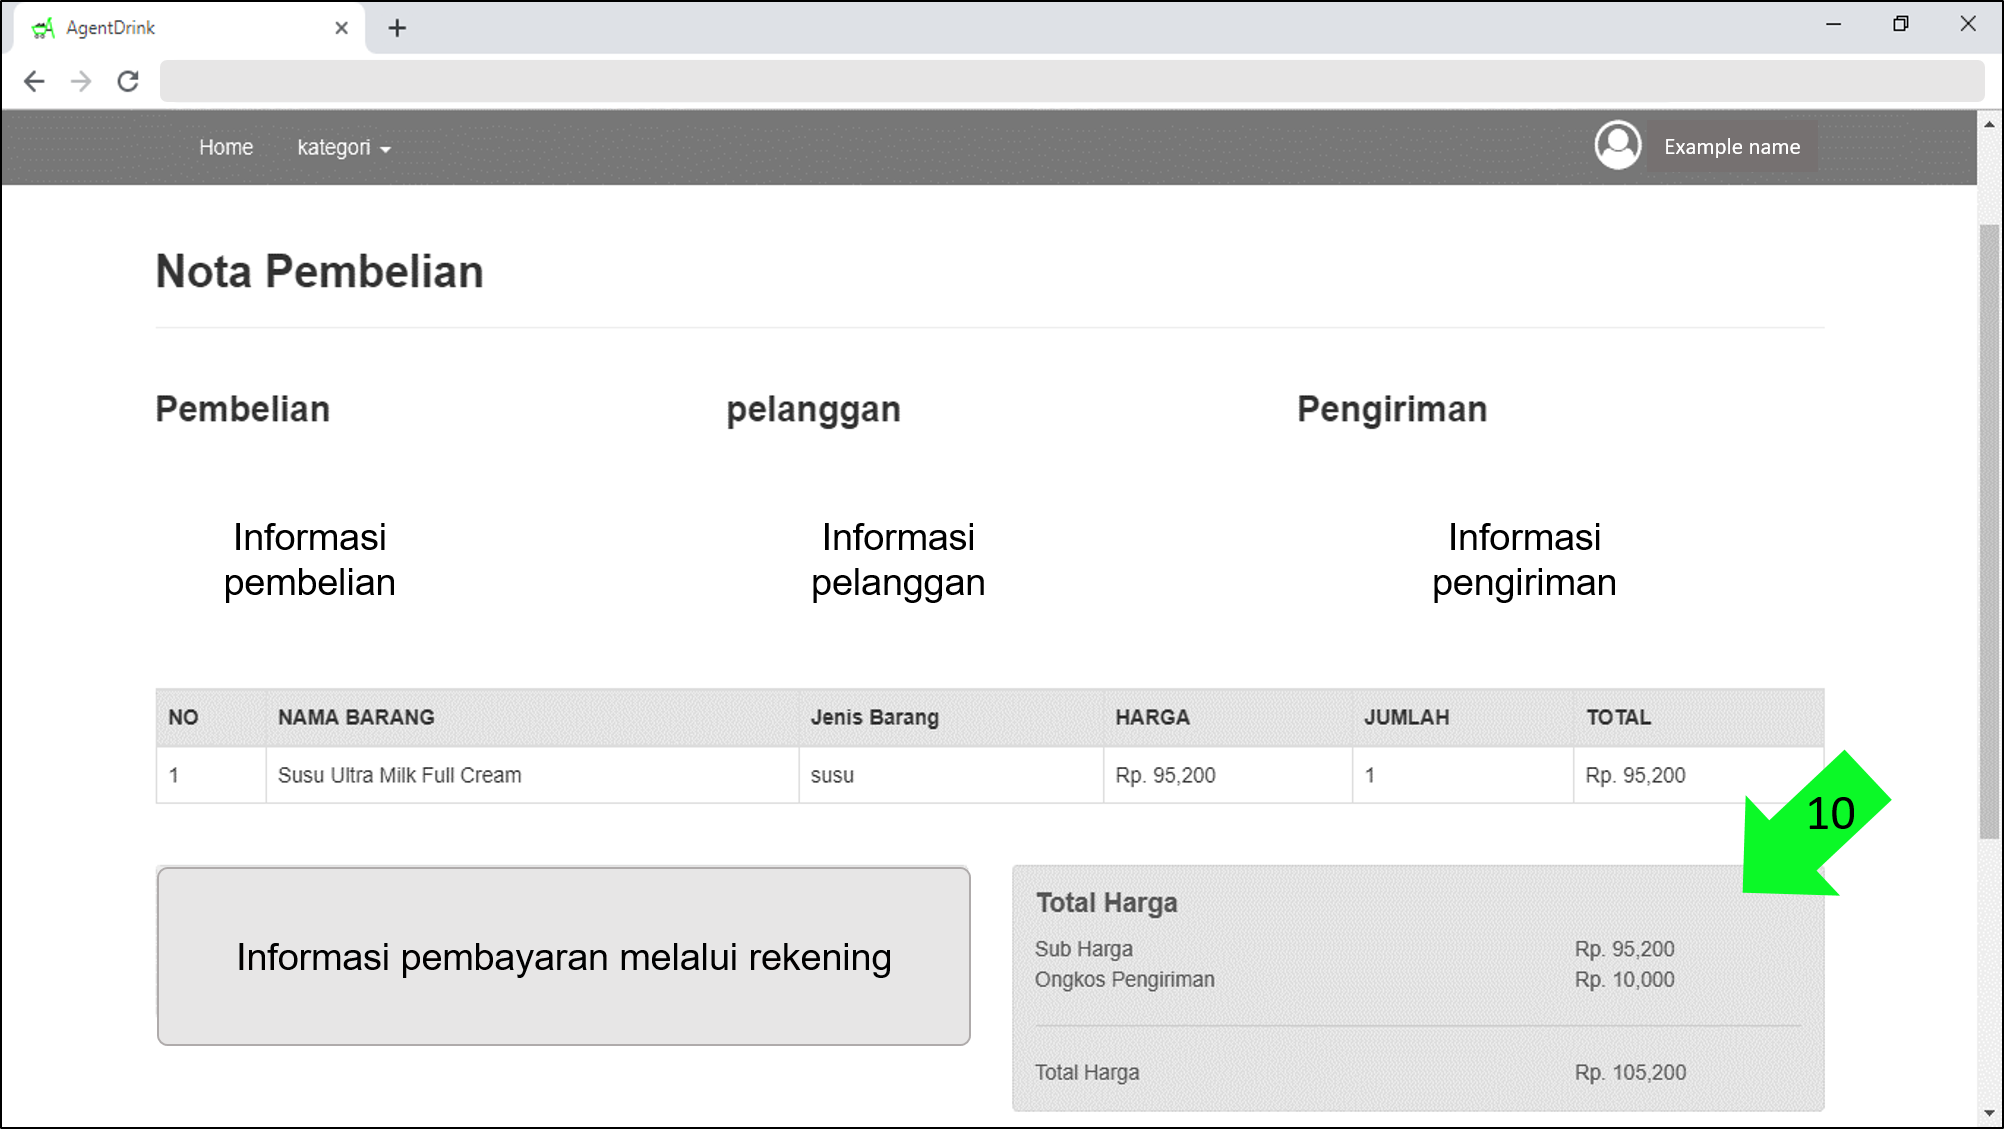 AgentDrink
Home kategori Example name
Nota Pembelian
Pembelian pelanggan Pengiriman
Informasi pembelian
Informasi pelanggan
Informasi pengiriman
NO NAMA BARANG Jenis Barang HARGA JUMLAH TOTAL
1 Susu Ultra Milk Full Cream susu Rp. 95,200 1 Rp. 95,200
10
Informasi pembayaran melalui rekening
Total Harga
Sub Harga Rp. 95,200
Ongkos Pengiriman Rp. 10,000
Total Harga Rp. 105,200